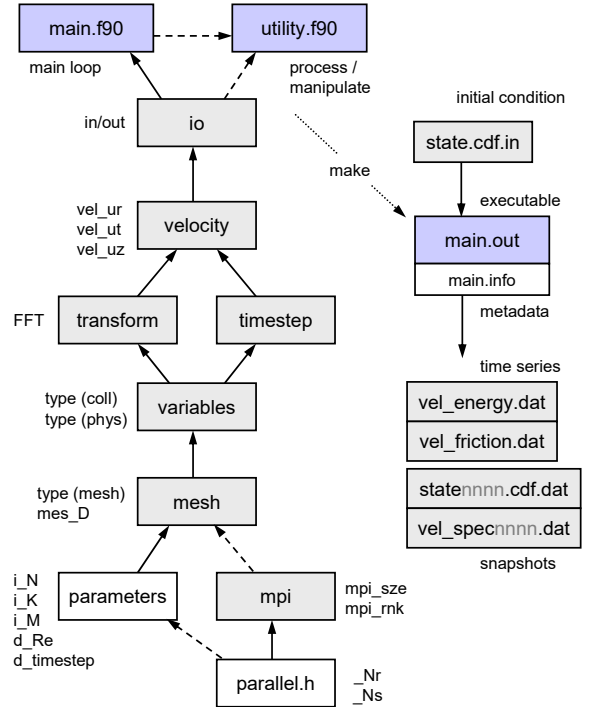 main.f90
utility.f90
main loop
process /
manipulate
in/out
io
make
initial condition
state.cdf.in
executable
main.out
main.info
metadata
vel_ur
vel_ut
vel_uz
velocity
FFT
transform
timestep
time series
vel_energy.dat
vel_friction.dat
statennnn.cdf.dat
vel_specnnnn.dat
snapshots
type (coll)
type (phys)
variables
type (mesh)
mes_D
mesh
i_N
i_K
i_M
d_Re
d_timestep
parameters
mpi
mpi_sze
mpi_rnk
parallel.h
_Nr
_Ns